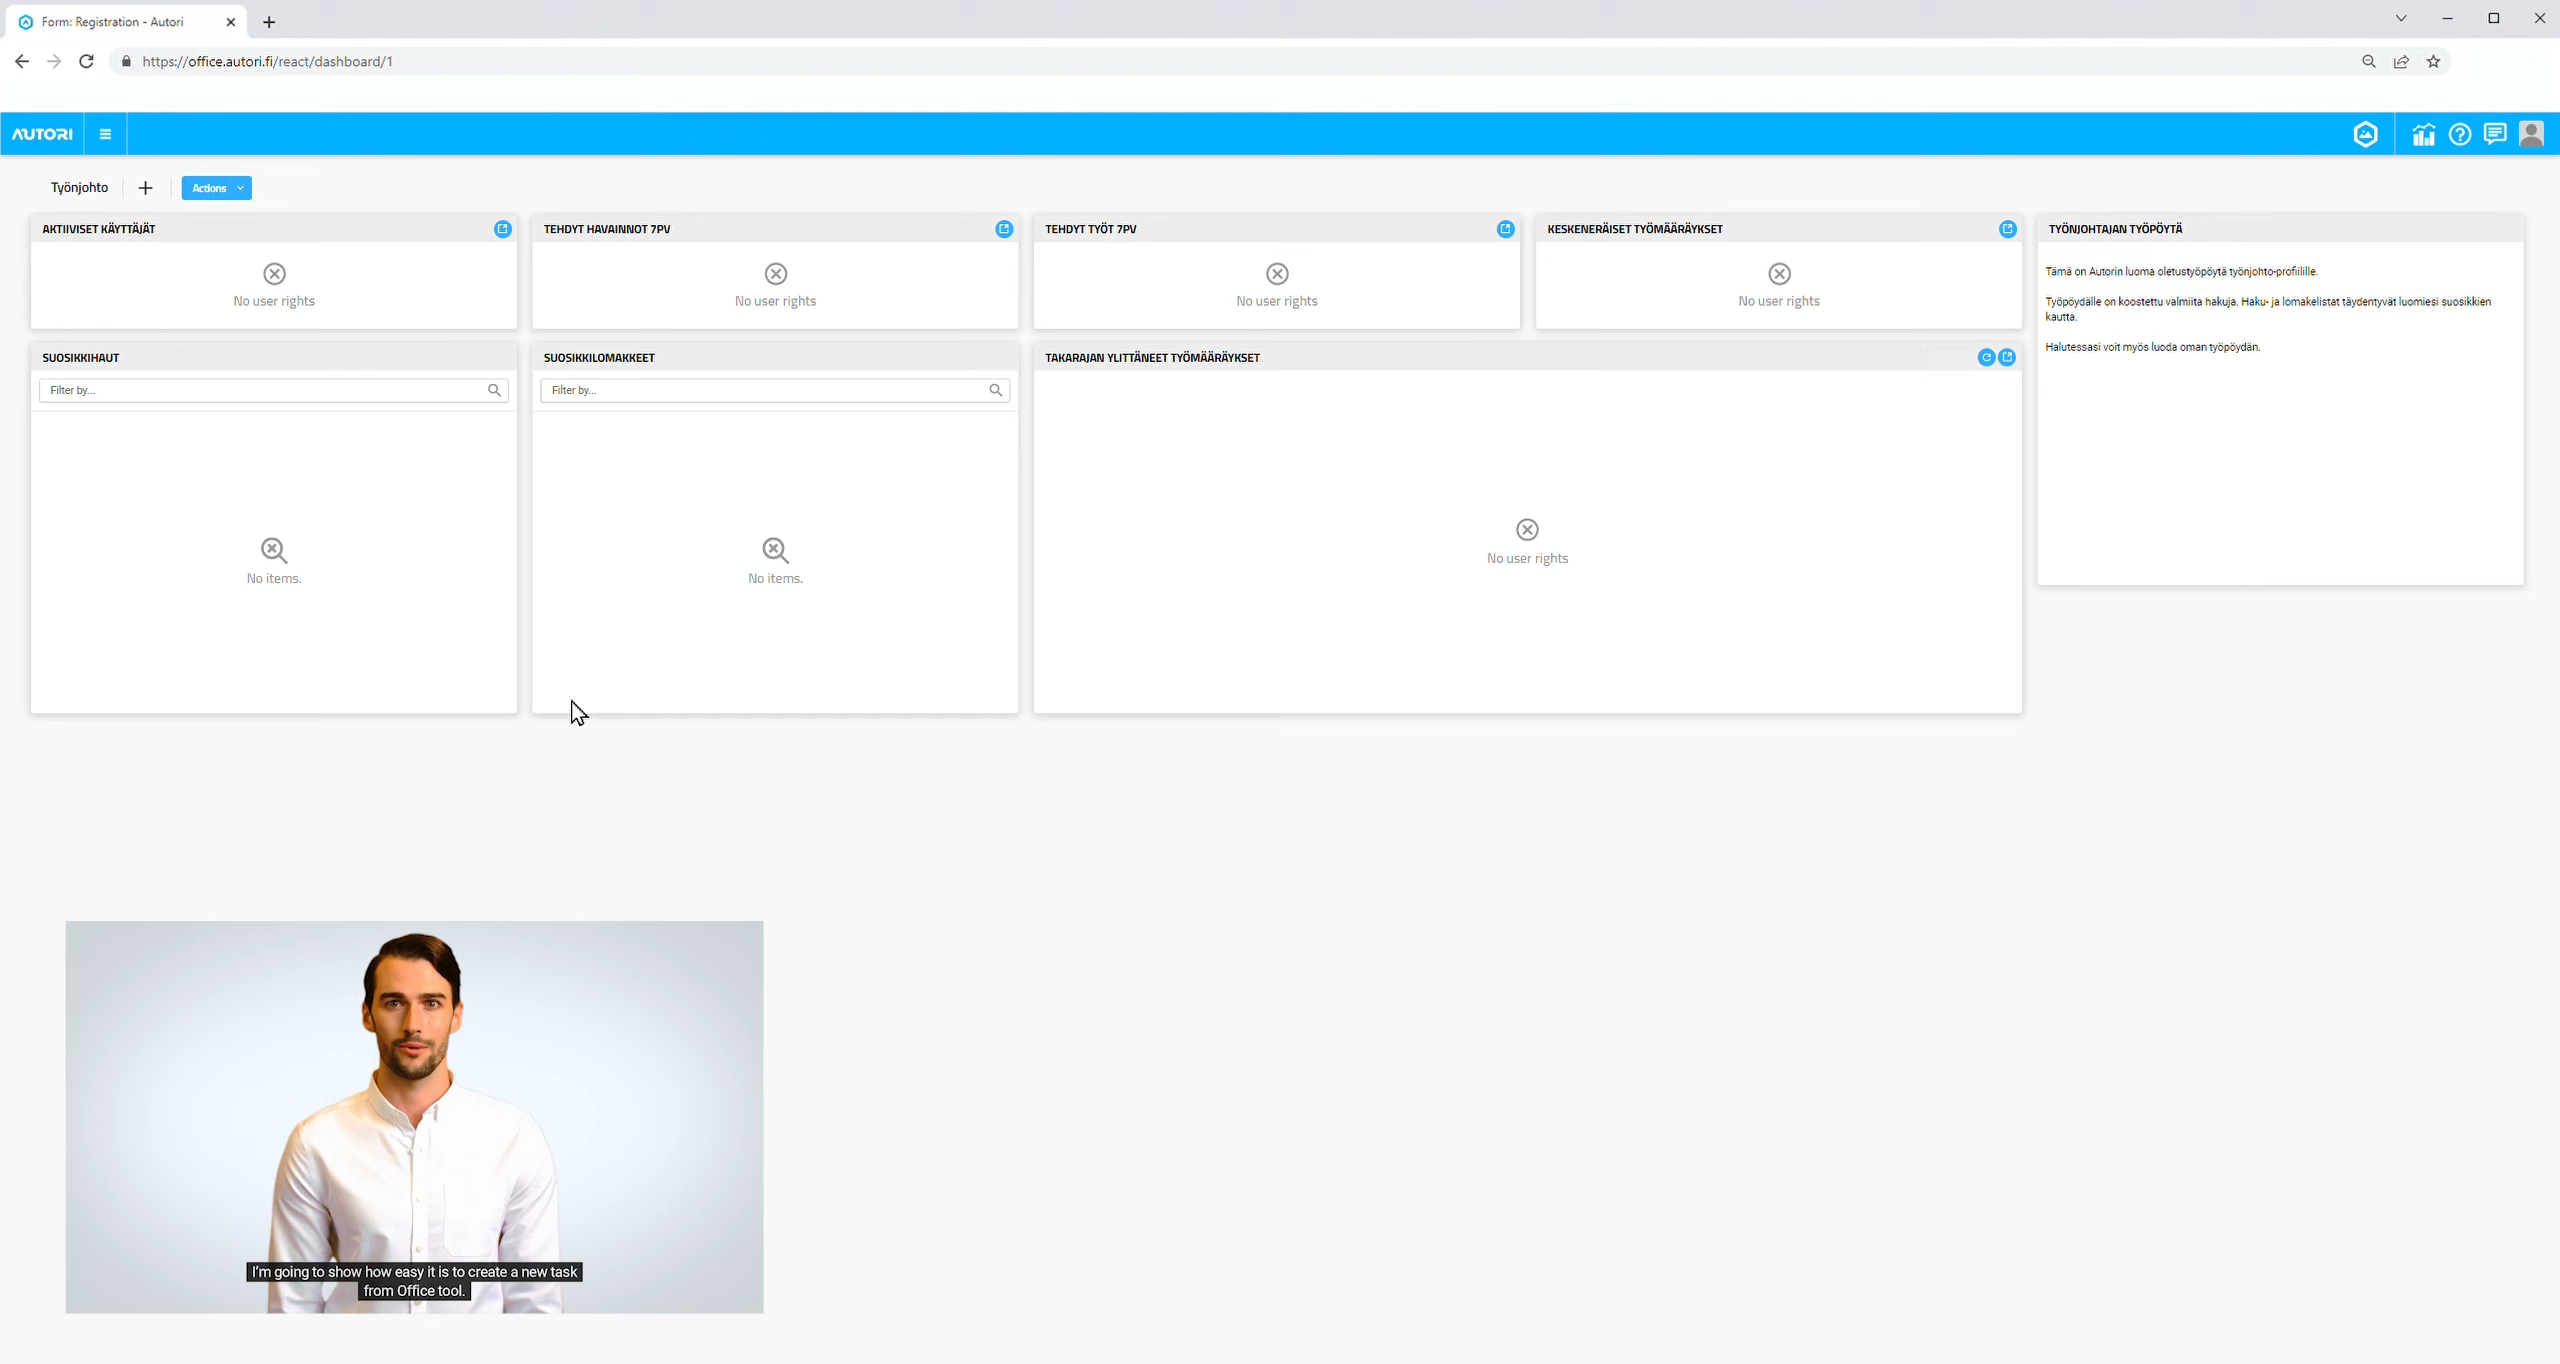 Form: Registration - Autori
https://office.autori.fi/react/dashboard/1
AUTORI
Työnjohto
Actions
AKTIIVISET KÄYTTÄJÄT
No user rights
TEHDYT HAVAINNOT 7PV
No user rights
TEHDYT TYÖT 7PV
No user rights
KESKENERÄISET TYÖMÄÄRÄYKSET
No user rights
TYÖNJOHTAJAN TYÖPÖYTÄ
Tämä on Autorin luoma oletustyöpöytä työnjohto-profiilille.
Työpöydälle on koostettu valmiita hakuja. Haku- ja lomakelistat täydentyvät luomiesi suosikkien
kautta.
Halutessasi voit myös luoda oman työpöydän.
SUOSIKKIHAUT
Filter by...
No items.
SUOSIKKILOMAKKEET
Filter by...
No items.
TAKARAJAN YLITTÄNEET TYÖMÄÄRÄYKSET
No user rights
I'm going to show how easy it is to create a new task
from Office tool.